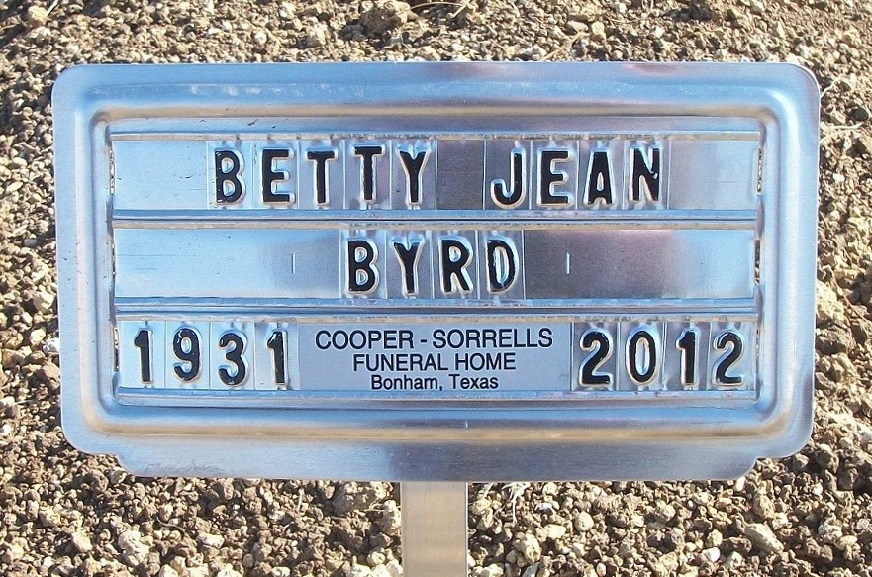 BETTY JEAN
BYRD
1931 COOPER - SORRELLS 2012
FUNERAL HOME
Bonham, Texas